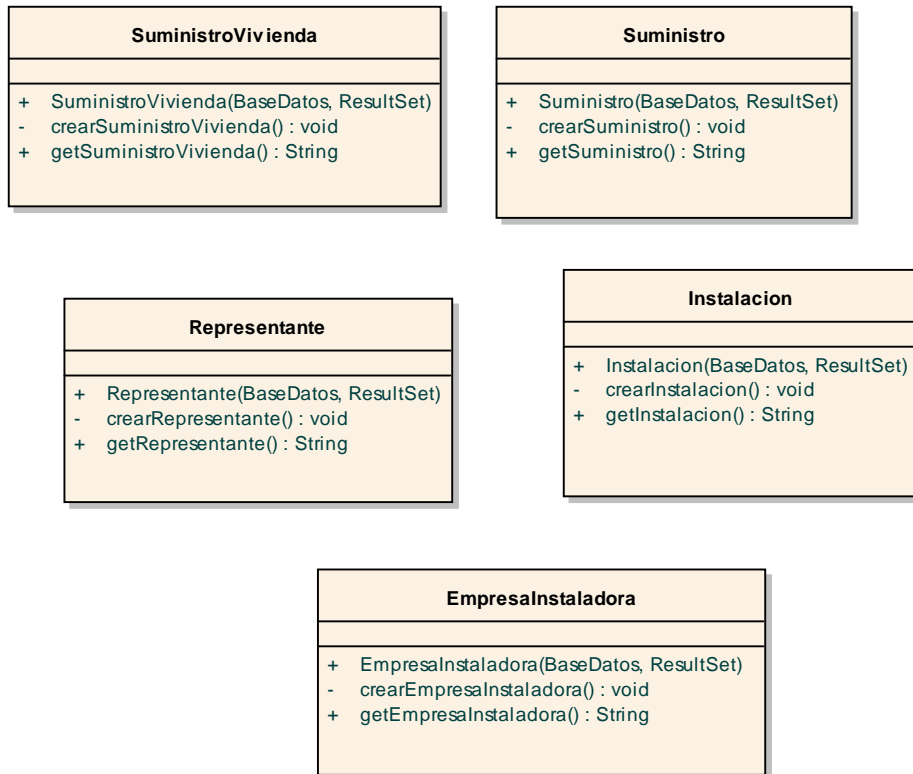 SuministroVivienda
+ SuministroVivienda(BaseDatos, ResultSet)
- crearSuministroVivienda() : void
+ getSuministroVivienda() : String
Suministro
+ Suministro(BaseDatos, ResultSet)
- crearSuministro() : void
+ getSuministro() : String
Representante
+ Representante(BaseDatos, ResultSet)
- crearRepresentante() : void
+ getRepresentante() : String
Instalacion
+ Instalacion(BaseDatos, ResultSet)
- crearInstalacion() : void
+ getInstalacion() : String
EmpresaInstaladora
+ EmpresaInstaladora(BaseDatos, ResultSet)
- crearEmpresaInstaladora() : void
+ getEmpresaInstaladora() : String